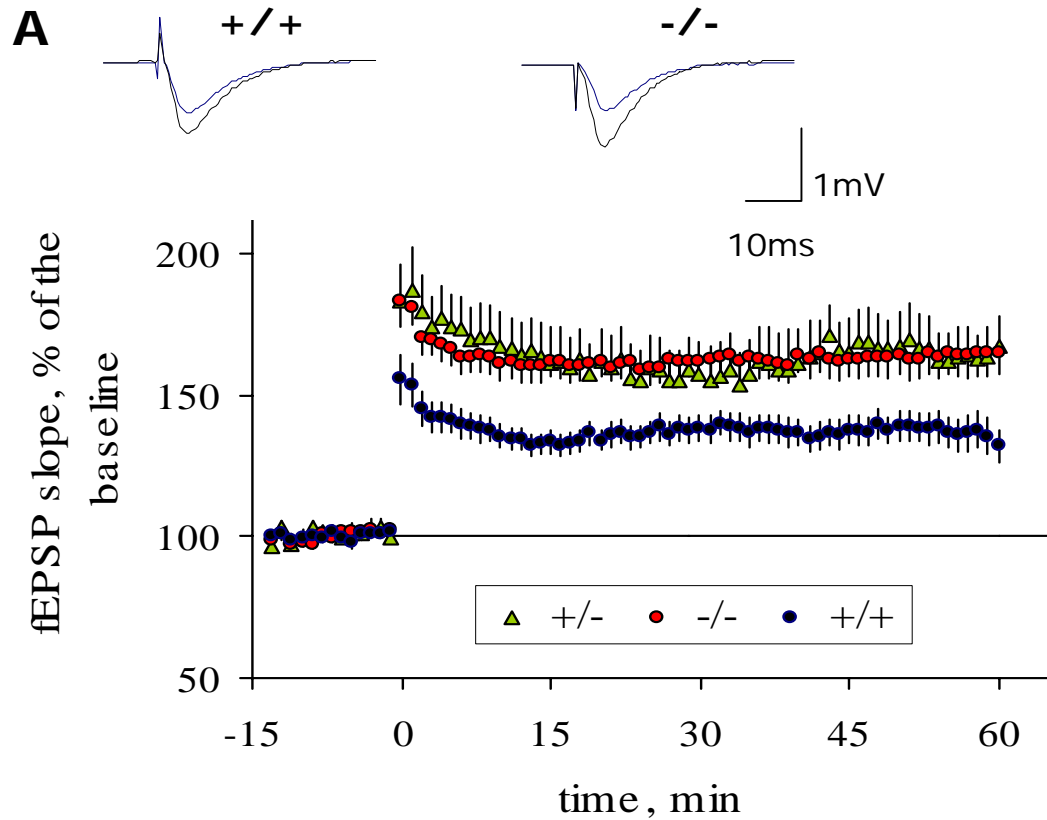 A
+/+
-/-
1mV
10ms
fEPSP slope, % of the
baseline
200
150
100
50
+/-
-/-
+/+
-15
0
15
30
45
60
time, min